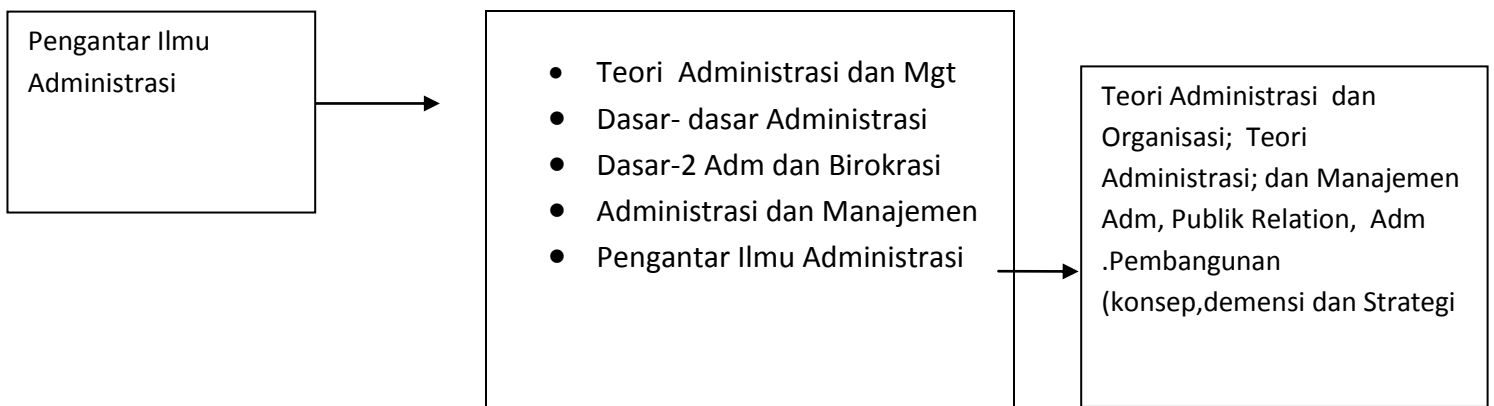 Pengantar Ilmu
Administrasi
• Teori Administrasi dan Mgt
• Dasar- dasar Administrasi
• Dasar-2 Adm dan Birokrasi
• Administrasi dan Manajemen
• Pengantar Ilmu Administrasi
Teori Administrasi dan
Organisasi; Teori
Administrasi; dan Manajemen
Adm, Publik Relation, Adm
.Pembangunan
(konsep,demensi dan Strategi